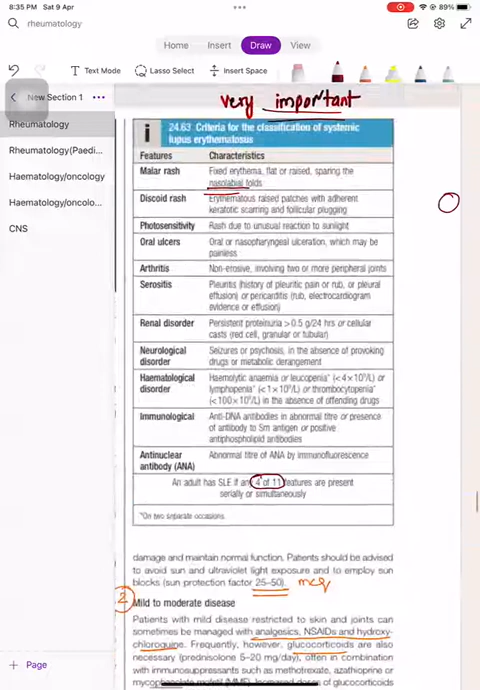 8:35 PM Sat 9 Apr
89%
rheumatology
Home Insert Draw View
Text Mode Lasso Select Insert Space
New Section 1
Rheumatology
Rheumatology(Paedi...
Haematology/oncology
Haematology/oncolo...
CNS
Page
very important
i 24.63 Criteria for the classification of systemic
lupus erythematosus
Features Characteristics
Malar rash Fixed erythema, flat or raised, sparing the
nasolabial folds
Discoid rash Erythematous raised patches with adherent
keratotic scarring and follicular plugging
Photosensitivity Rash due to unusual reaction to sunlight
Oral ulcers Oral or nasopharyngeal ulceration, which may be
painless
Arthritis Non-erosive, involving two or more peripheral joints
Serositis Pleuritis (history of pleuritic pain or rub, or pleural
effusion) or pericarditis (rub, electrocardiogram
evidence or effusion)
Renal disorder Persistent proteinuria >0.5 g/24 hrs or cellular
casts (red cell, granular or tubular)
Neurological Seizures or psychosis, in the absence of provoking
disorder drugs or metabolic derangement
Haematological Haemolytic anaemia or leucopenia* (<4×10⁹/L) or
disorder lymphopenia* (<1×10⁹/L) or thrombocytopenia*
(<100×10⁹/L) in the absence of offending drugs
Immunological Anti-DNA antibodies in abnormal titre or presence
of antibody to Sm antigen or positive
antiphospholipid antibodies
Antinuclear Abnormal titre of ANA by immunofluorescence
antibody (ANA)
An adult has SLE if any 4 of 11 features are present
serially or simultaneously
*On two separate occasions.
damage and maintain normal function. Patients should be advised
to avoid sun and ultraviolet light exposure and to employ sun
blocks (sun protection factor 25–50). mcq
2 Mild to moderate disease
Patients with mild disease restricted to skin and joints can
sometimes be managed with analgesics, NSAIDs and hydroxy-
chloroquine. Frequently, however, glucocorticoids are also
necessary (prednisolone 5–20 mg/day), often in combination
with immunosuppressants such as methotrexate, azathioprine or
mycophenolate mofetil (MMF). Increased doses of glucocorticoids